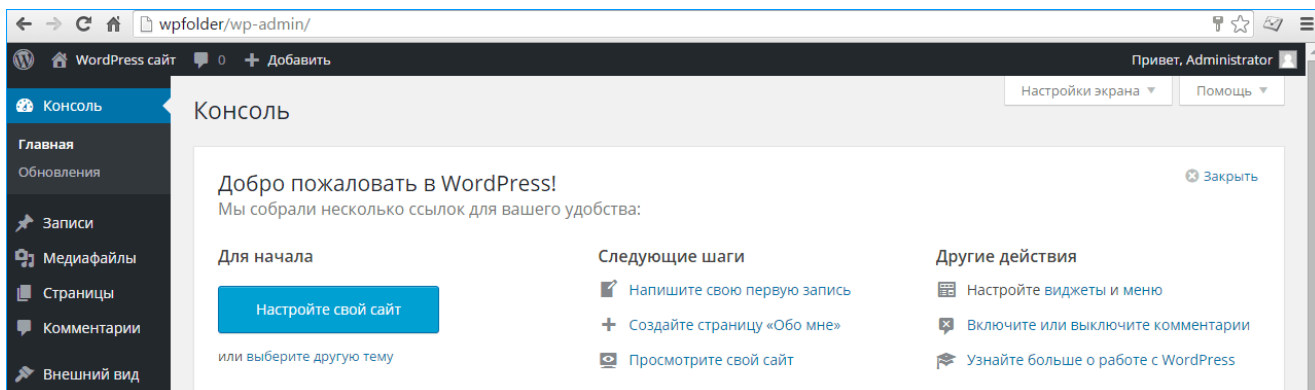 wpfolder/wp-admin/
WordPress сайт 0 Добавить Привет, Administrator
Консоль
Главная
Обновления
Записи
Медиафайлы
Страницы
Комментарии
Внешний вид
Настройки экрана Помощь
Консоль
Добро пожаловать в WordPress!
Закрыть
Мы собрали несколько ссылок для вашего удобства:
Для начала
Настройте свой сайт
или выберите другую тему
Следующие шаги
Напишите свою первую запись
Создайте страницу «Обо мне»
Просмотрите свой сайт
Другие действия
Настройте виджеты и меню
Включите или выключите комментарии
Узнайте больше о работе с WordPress